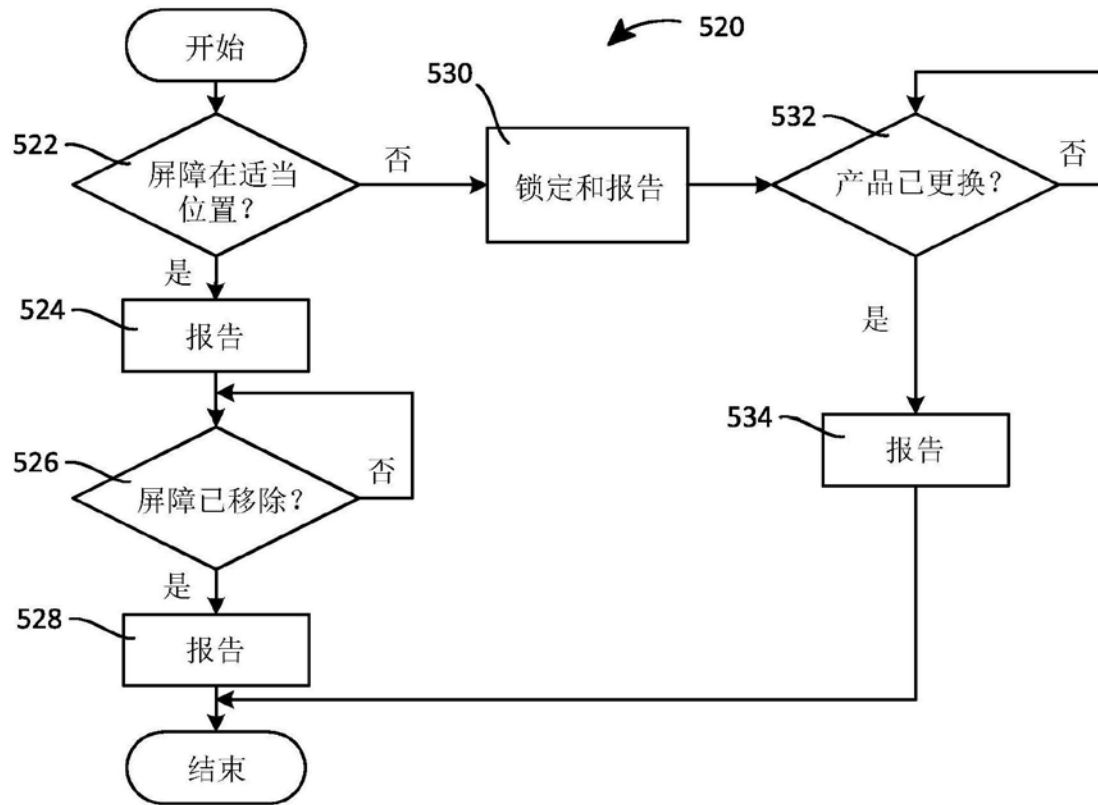 开始
520
530
532
522
屏障在适当
位置？
否
锁定和报告
产品已更换？
否
是
524
报告
是
526
屏障已移除？
否
534
报告
是
528
报告
结束